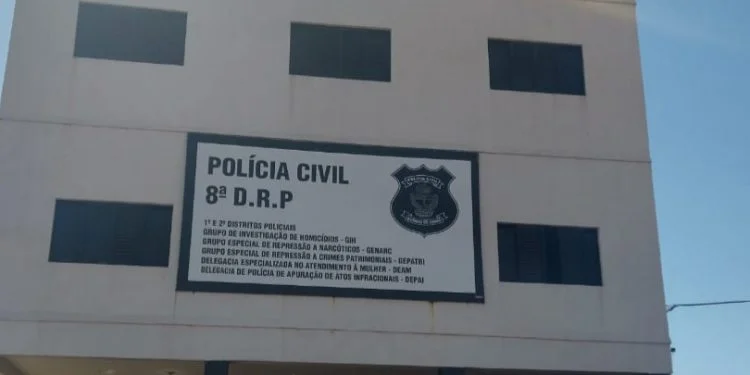 POLÍCIA CIVIL
8ª D.R.P
1º E 2º DISTRITOS POLICIAIS
GRUPO DE INVESTIGAÇÃO DE HOMICÍDIOS - GIH
GRUPO ESPECIAL DE REPRESSÃO A NARCÓTICOS - GENARC
GRUPO ESPECIAL DE REPRESSÃO A CRIMES PATRIMONIAIS - GEPATRI
DELEGACIA ESPECIALIZADA NO ATENDIMENTO À MULHER - DEAM
DELEGACIA DE POLICIA DE APURAÇÃO DE ATOS INFRACIONAIS - DEPAI
POLÍCIA CIVIL